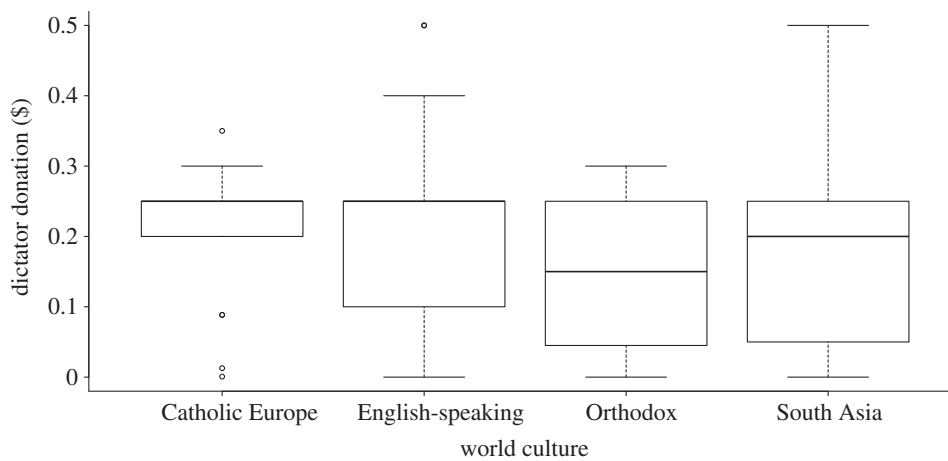 0.5
0.4
0.3
0.2
0.1
0
dictator donation ($)
Catholic Europe English-speaking Orthodox South Asia
world culture